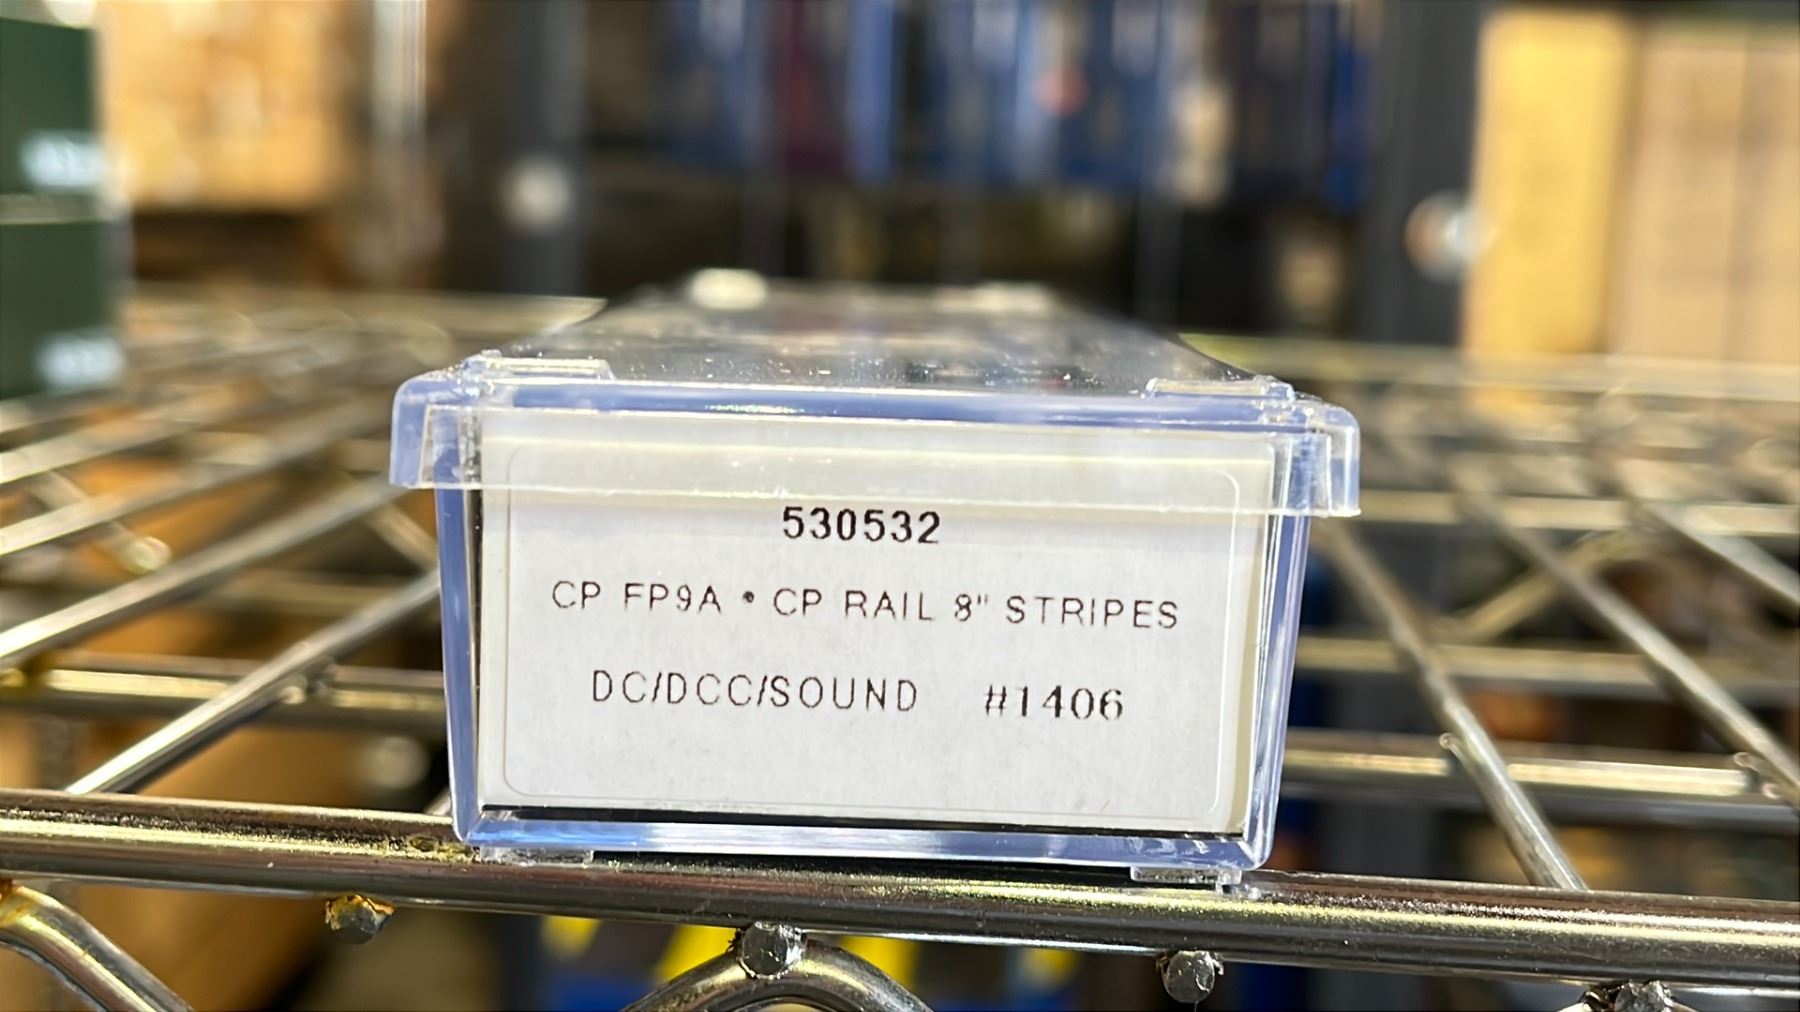 530532
CP FP9A • CP RAIL 8" STRIPES
DC/DCC/SOUND #1406